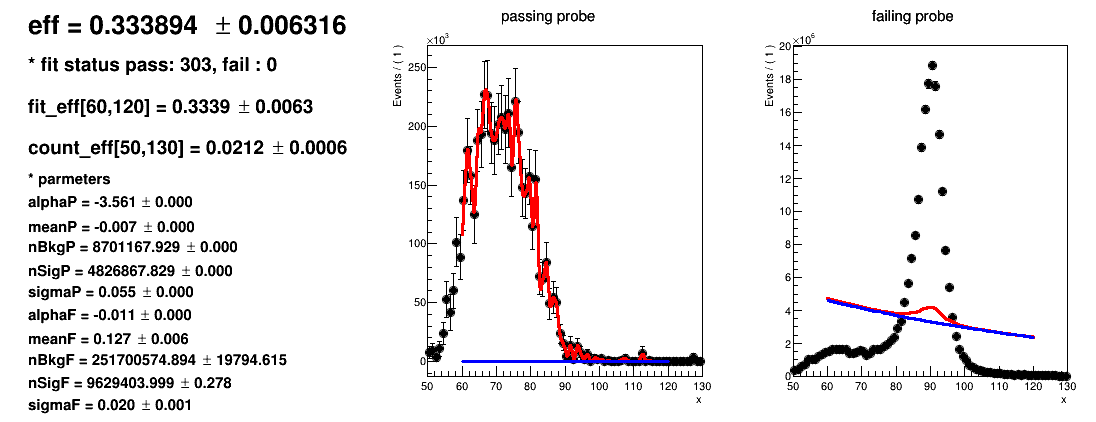 eff = 0.333894 ± 0.006316
* fit status pass: 303, fail : 0
fit_eff[60,120] = 0.3339 ± 0.0063
count_eff[50,130] = 0.0212 ± 0.0006
* parmeters
alphaP = -3.561 ± 0.000
meanP = -0.007 ± 0.000
nBkgP = 8701167.929 ± 0.000
nSigP = 4826867.829 ± 0.000
sigmaP = 0.055 ± 0.000
alphaF = -0.011 ± 0.000
meanF = 0.127 ± 0.006
nBkgF = 251700574.894 ± 19794.615
nSigF = 9629403.999 ± 0.278
sigmaF = 0.020 ± 0.001
passing probe
×10³
Events / ( 1 )
250
200
150
100
50
0
50 60 70 80 90 100 110 120 130
x
failing probe
×10⁶
Events / ( 1 )
20
18
16
14
12
10
8
6
4
2
0
50 60 70 80 90 100 110 120 130
x